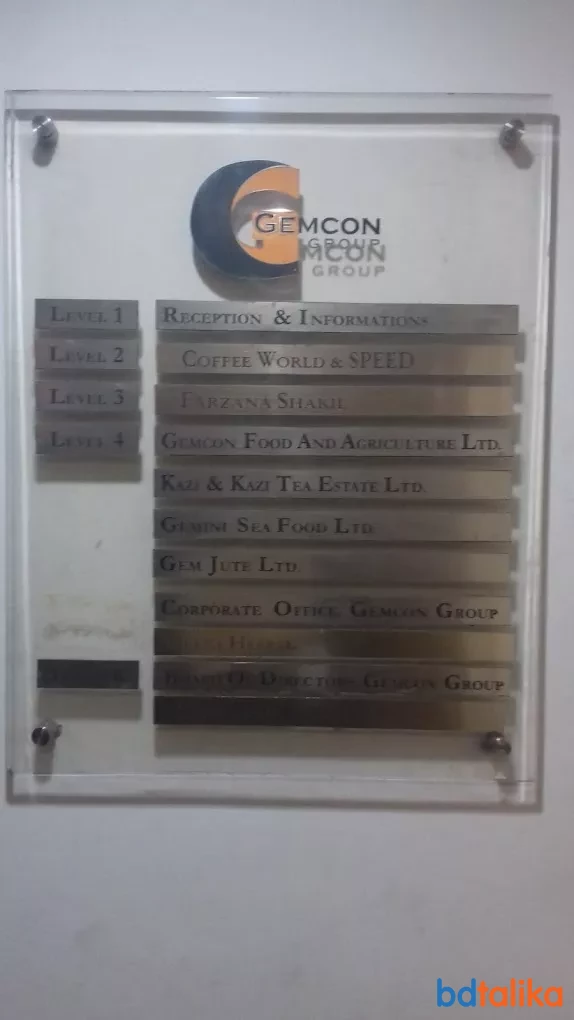 GEMCON
GROUP
LEVEL 1 RECEPTION & INFORMATIONS
LEVEL 2 COFFEE WORLD & SPEED
LEVEL 3 FARZANA SHAKIL
LEVEL 4 GEMCON FOOD AND AGRICULTURE LTD.
KAZI & KAZI TEA ESTATE LTD.
GEMINI SEA FOOD LTD.
GEM JUTE LTD.
CORPORATE OFFICE, GEMCON GROUP
BOARD OF DIRECTORS, GEMCON GROUP
bdtalika